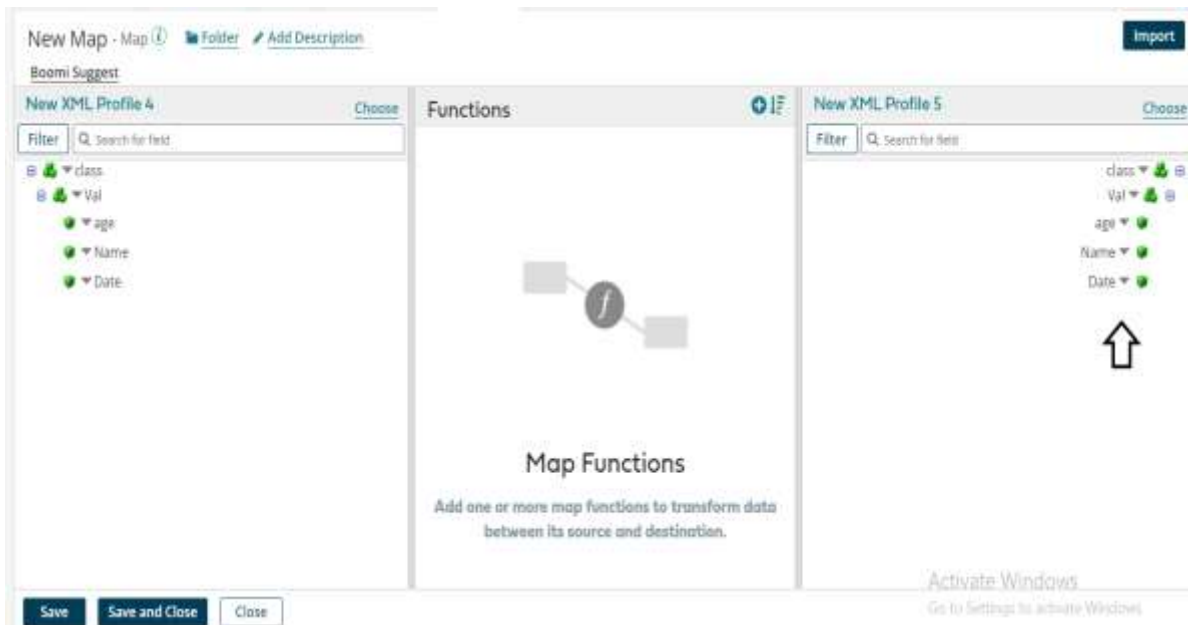 New Map - Map i Folder Add Description
Import
Boomi Suggest
New XML Profile 4 Choose
Functions
New XML Profile 5 Choose
Filter Search for field
Filter Search for field
class
Val
age
Name
Date
class
Val
age
Name
Date
f
Map Functions
Add one or more map functions to transform data
between its source and destination.
Activate Windows
Go to Settings to activate Windows.
Save Save and Close Close